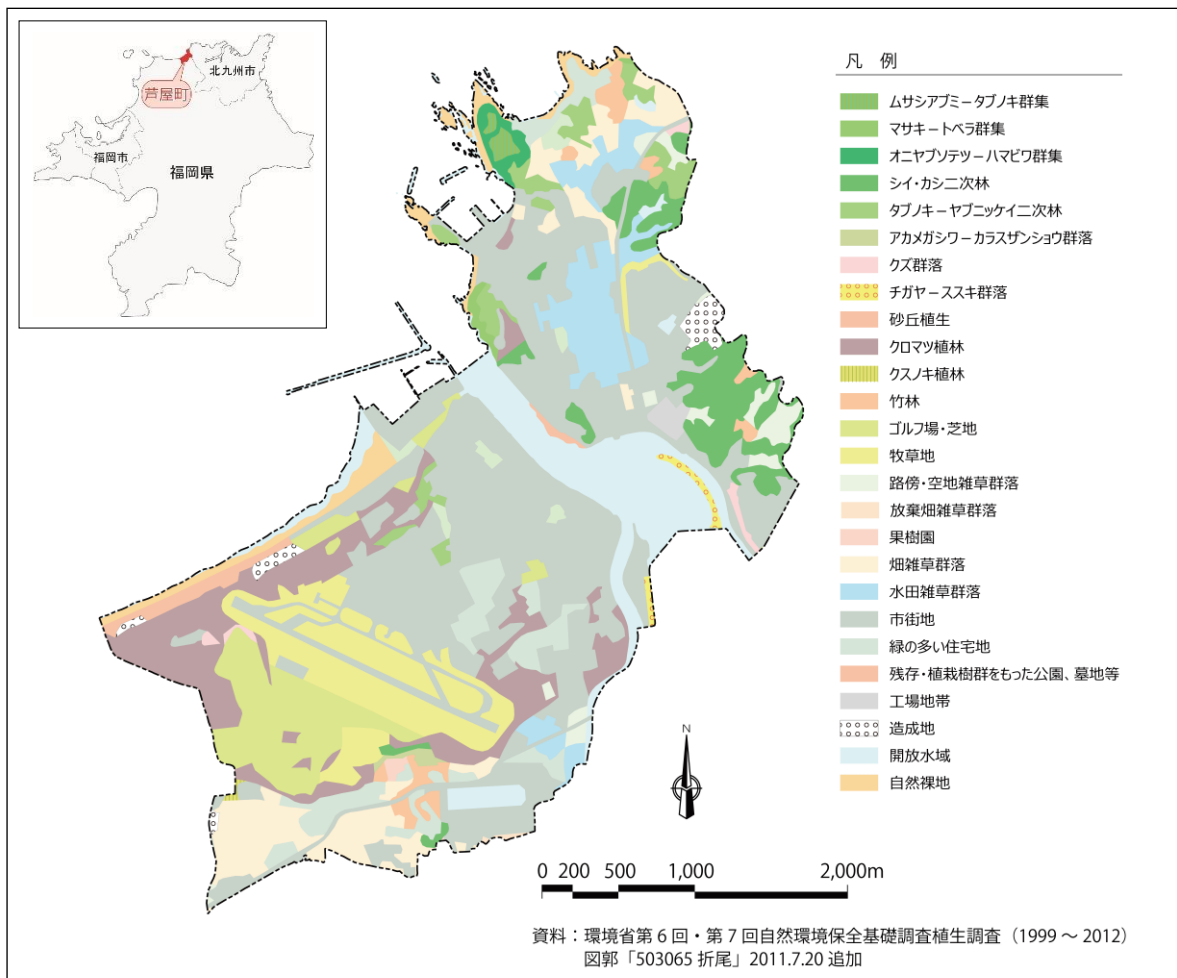 芦屋町
北九州市
福岡市
福岡県
凡 例
ムサシアブミータブノキ群集
マサキートベラ群集
オニヤブソテツーハマビワ群集
シイ・カシ二次林
タブノキーヤブニッケイ二次林
アカメガシワーカラスザンショウ群落
クズ群落
チガヤーススキ群落
砂丘植生
クロマツ植林
クスノキ植林
竹林
ゴルフ場・芝地
牧草地
路傍・空地雑草群落
放棄畑雑草群落
果樹園
畑雑草群落
水田雑草群落
市街地
緑の多い住宅地
残存・植栽樹群をもった公園、墓地等
工場地帯
造成地
開放水域
自然裸地
N
0 200 500 1,000 2,000m
資料：環境省第6回・第7回自然環境保全基礎調査植生調査（1999～2012）
図郭「503065 折尾」2011.7.20 追加